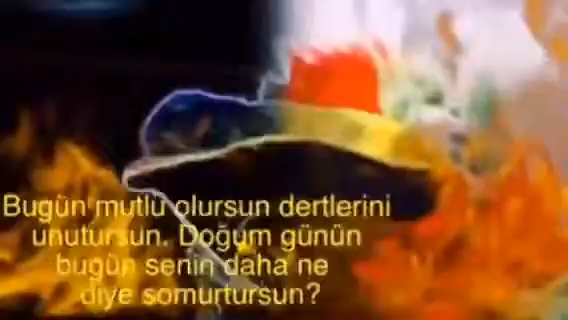 Bugün mutlu olursun dertlerini
unutursun. Doğum günün
bugün senin daha ne
diye somurtursun?